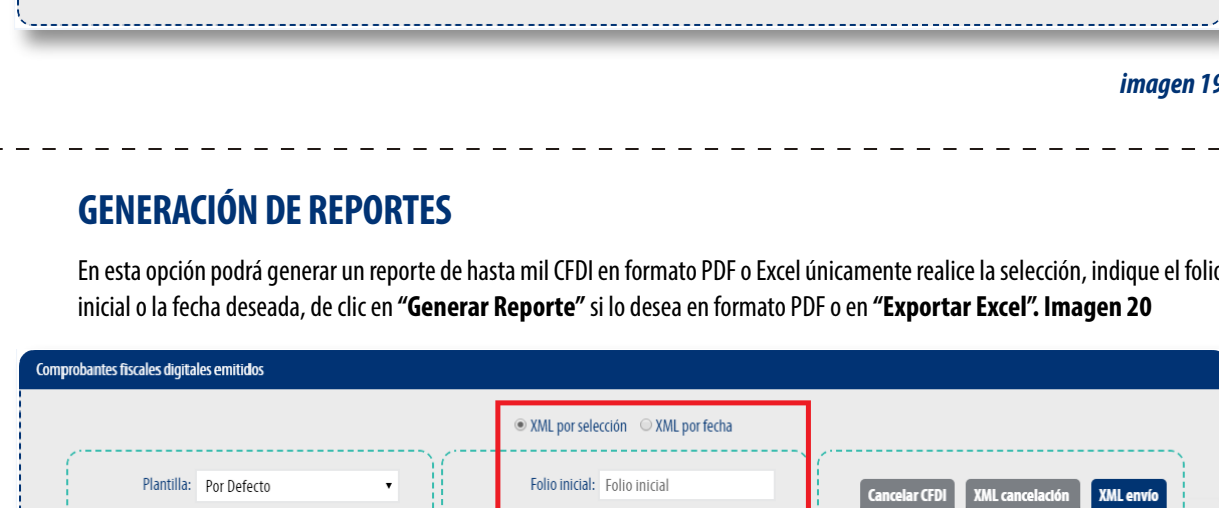 imagen 19
GENERACIÓN DE REPORTES
En esta opción podrá generar un reporte de hasta mil CFDI en formato PDF o Excel únicamente realice la selección, indique el folio
inicial o la fecha deseada, de clic en “Generar Reporte” si lo desea en formato PDF o en “Exportar Excel”. Imagen 20
Comprobantes fiscales digitales emitidos
XML por selección XML por fecha
Plantilla: Por Defecto
Folio inicial: Folio inicial
Cancelar CFDI XML cancelación XML envío